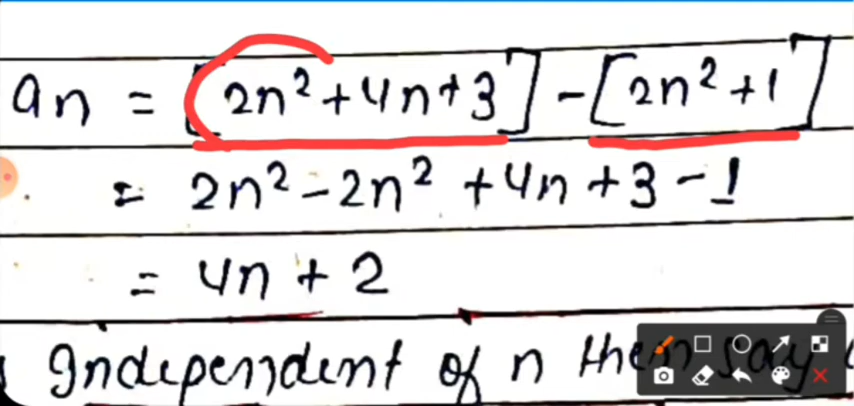 an = [2n²+4n+3] - [2n²+1]
= 2n² - 2n² + 4n + 3 - 1
= 4n + 2
Independent of n then say